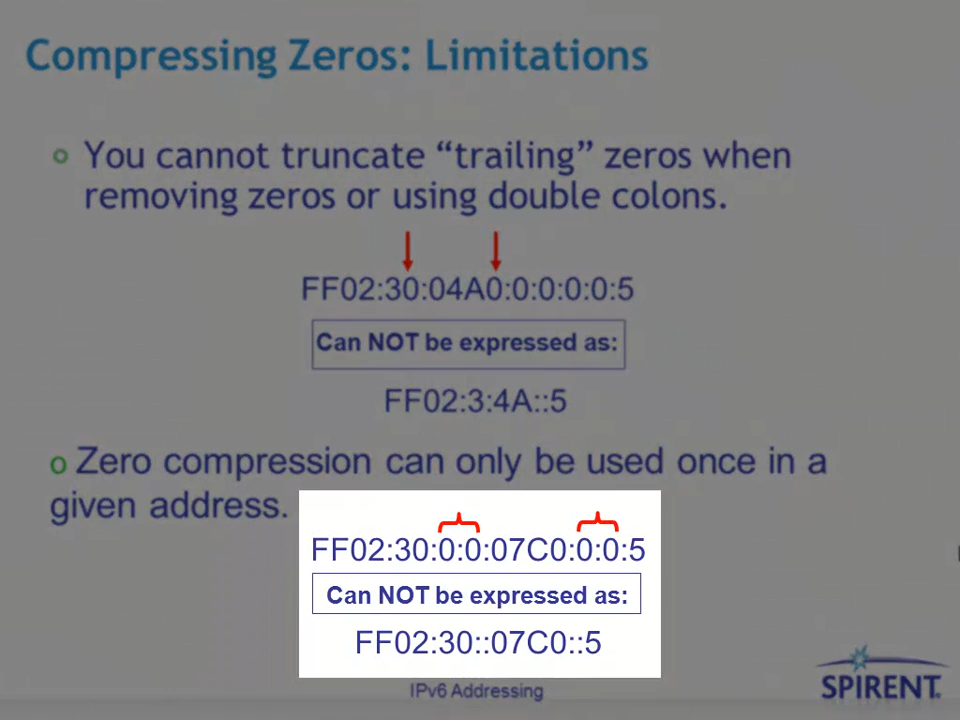 Compressing Zeros: Limitations
You cannot truncate “trailing” zeros when
removing zeros or using double colons.
FF02:30:04A0:0:0:0:0:5
Can NOT be expressed as:
FF02:3:4A::5
o Zero compression can only be used once in a
given address.
FF02:30:0:0:07C0:0:0:5
Can NOT be expressed as:
FF02:30::07C0::5
IPv6 Addressing
SPIRENT